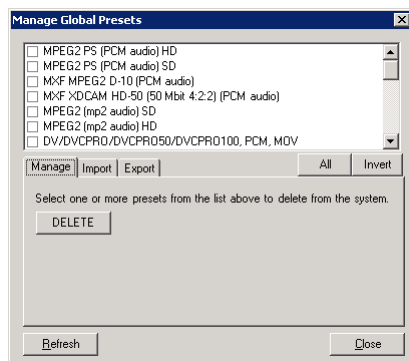 Manage Global Presets
MPEG2 PS (PCM audio) HD
MPEG2 PS (PCM audio) SD
MXF MPEG2 D-10 (PCM audio)
MXF XDCAM HD-50 (50 Mbit 4:2:2) (PCM audio)
MPEG2 (mp2 audio) SD
MPEG2 (mp2 audio) HD
DV/DVCPRO/DVCPRO50/DVCPRO100, PCM, MOV
Manage Import Export All Invert
Select one or more presets from the list above to delete from the system.
DELETE
Refresh Close